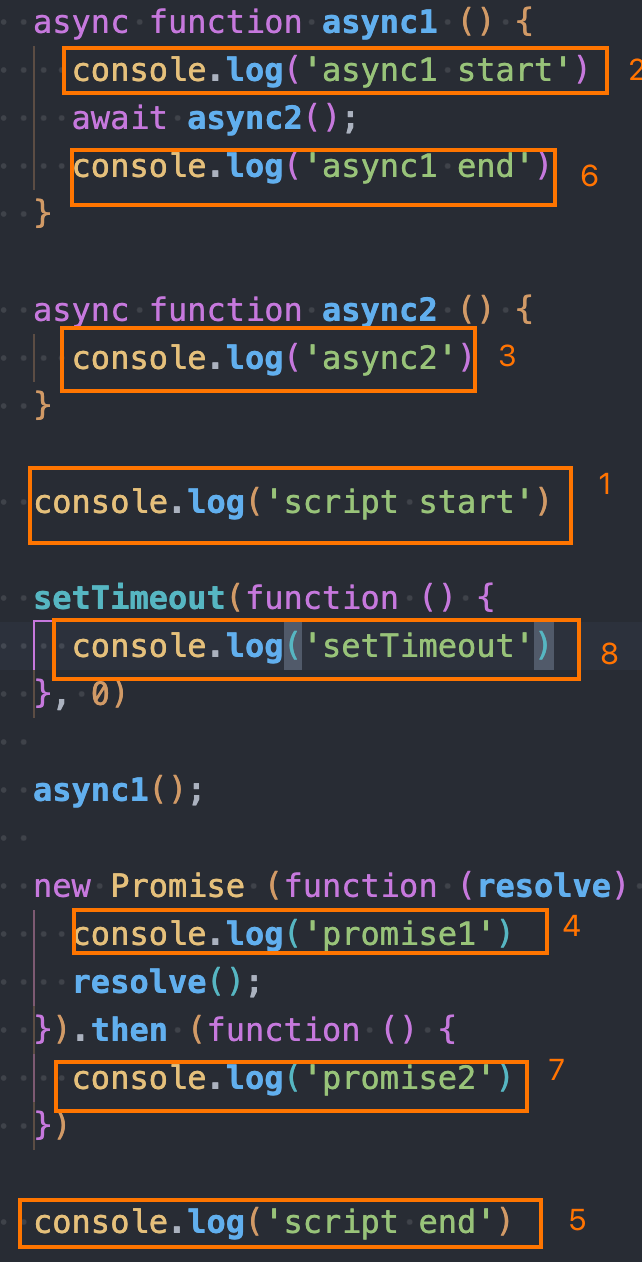 async function async1 () {
console.log('async1 start') 2
await async2();
console.log('async1 end') 6
}
async function async2 () {
console.log('async2') 3
}
console.log('script start') 1
setTimeout(function () {
console.log('setTimeout') 8
}, 0)
async1();
new Promise (function (resolve)
console.log('promise1') 4
resolve();
}).then (function () {
console.log('promise2') 7
})
console.log('script end') 5